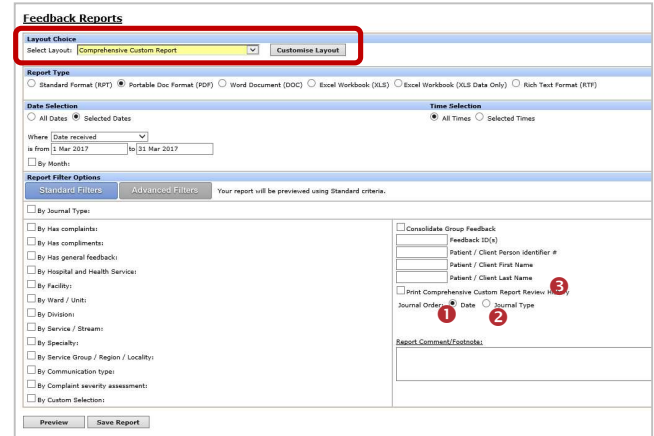 Feedback Reports
Layout Choice
Select Layout: Comprehensive Custom Report Customise Layout
Report Type
Standard Format (RPT) Portable Doc Format (PDF) Word Document (DOC) Excel Workbook (XLS) Excel Workbook (XLS Data Only) Rich Text Format (RTF)
Date Selection Time Selection
All Dates Selected Dates All Times Selected Times
Where Date received
is from 1 Mar 2017 to 31 Mar 2017
By Month:
Report Filter Options
Standard Filters Advanced Filters Your report will be previewed using Standard criteria.
By Journal Type:
By Has complaints: Consolidate Group Feedback
By Has compliments: Feedback ID(s)
By Has general feedback: Patient / Client Person identifier #
By Hospital and Health Service: Patient / Client First Name
By Facility: Patient / Client Last Name
By Ward / Unit: Print Comprehensive Custom Report Review History 3
By Division: Journal Order: Date Journal Type
1 2
By Service / Stream:
By Specialty: Report Comment/Footnote:
By Service Group / Region / Locality:
By Communication type:
By Complaint severity assessment:
By Custom Selection:
Preview Save Report